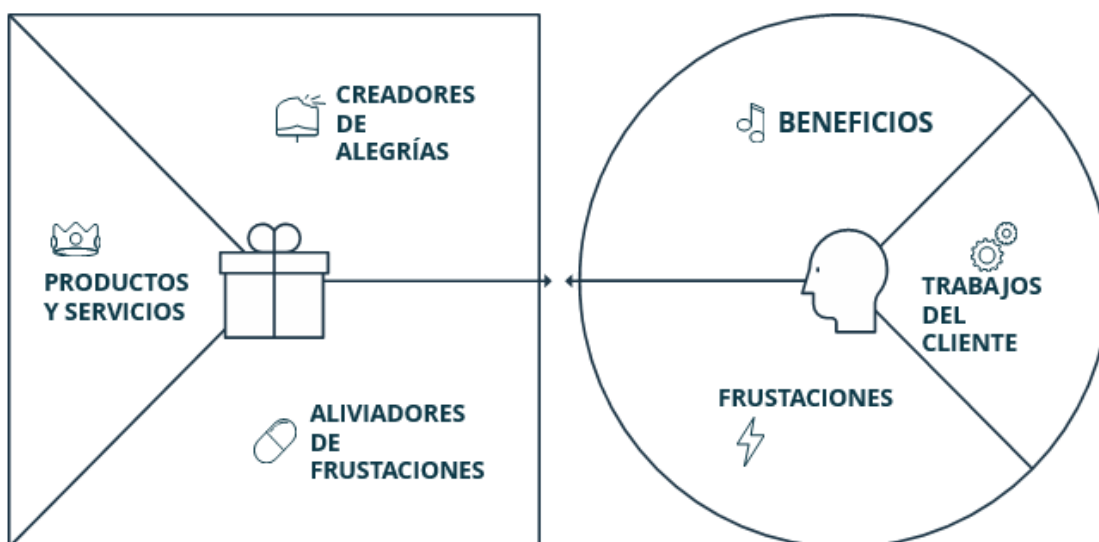 CREADORES
DE
ALEGRÍAS
PRODUCTOS
Y SERVICIOS
ALIVIADORES
DE
FRUSTACIONES
BENEFICIOS
TRABAJOS
DEL
CLIENTE
FRUSTACIONES